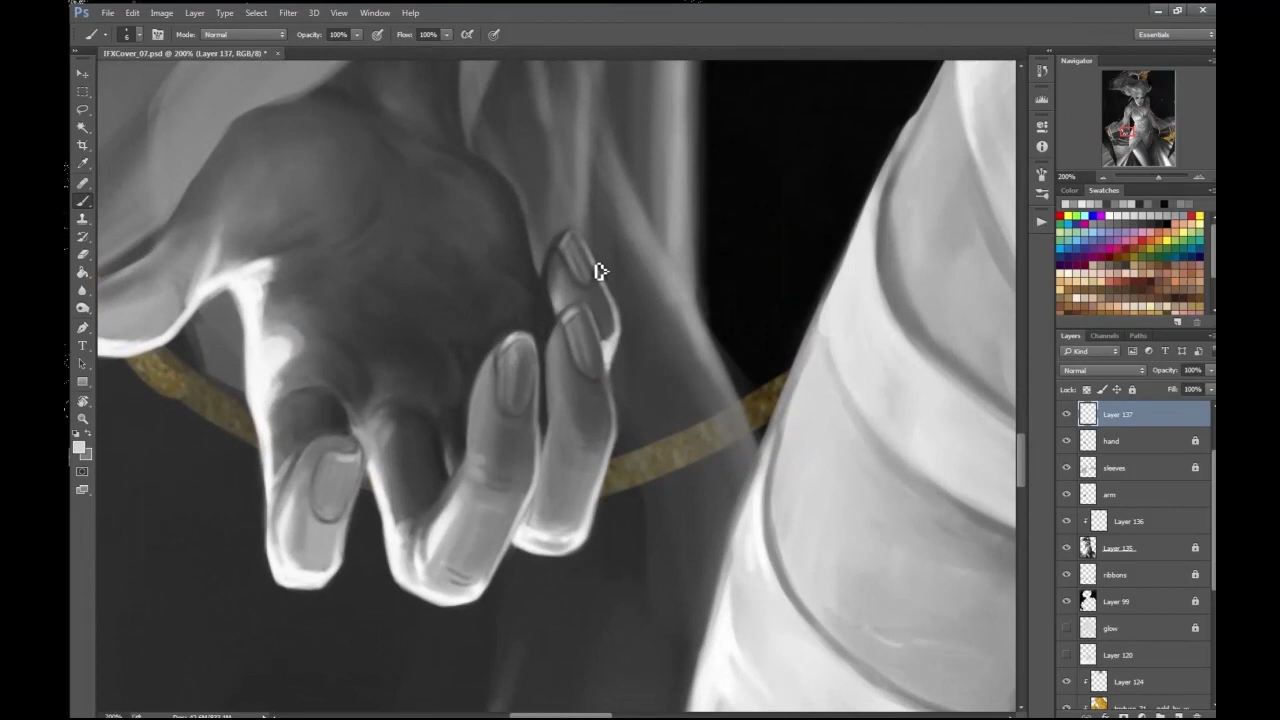 Ps File Edit Image Layer Type Select Filter 3D View Window Help
6 Mode: Normal Opacity: 100% Flow: 100% Essentials
IFXCover_07.psd @ 200% (Layer 137, RGB/8) * ×
Navigator
200%
Color Swatches
Layers Channels Paths
Kind
Normal Opacity: 100%
Lock: Fill: 100%
Layer 137
hand
sleeves
arm
Layer 136
Layer 135
ribbons
Layer 99
glow
Layer 120
Layer 124